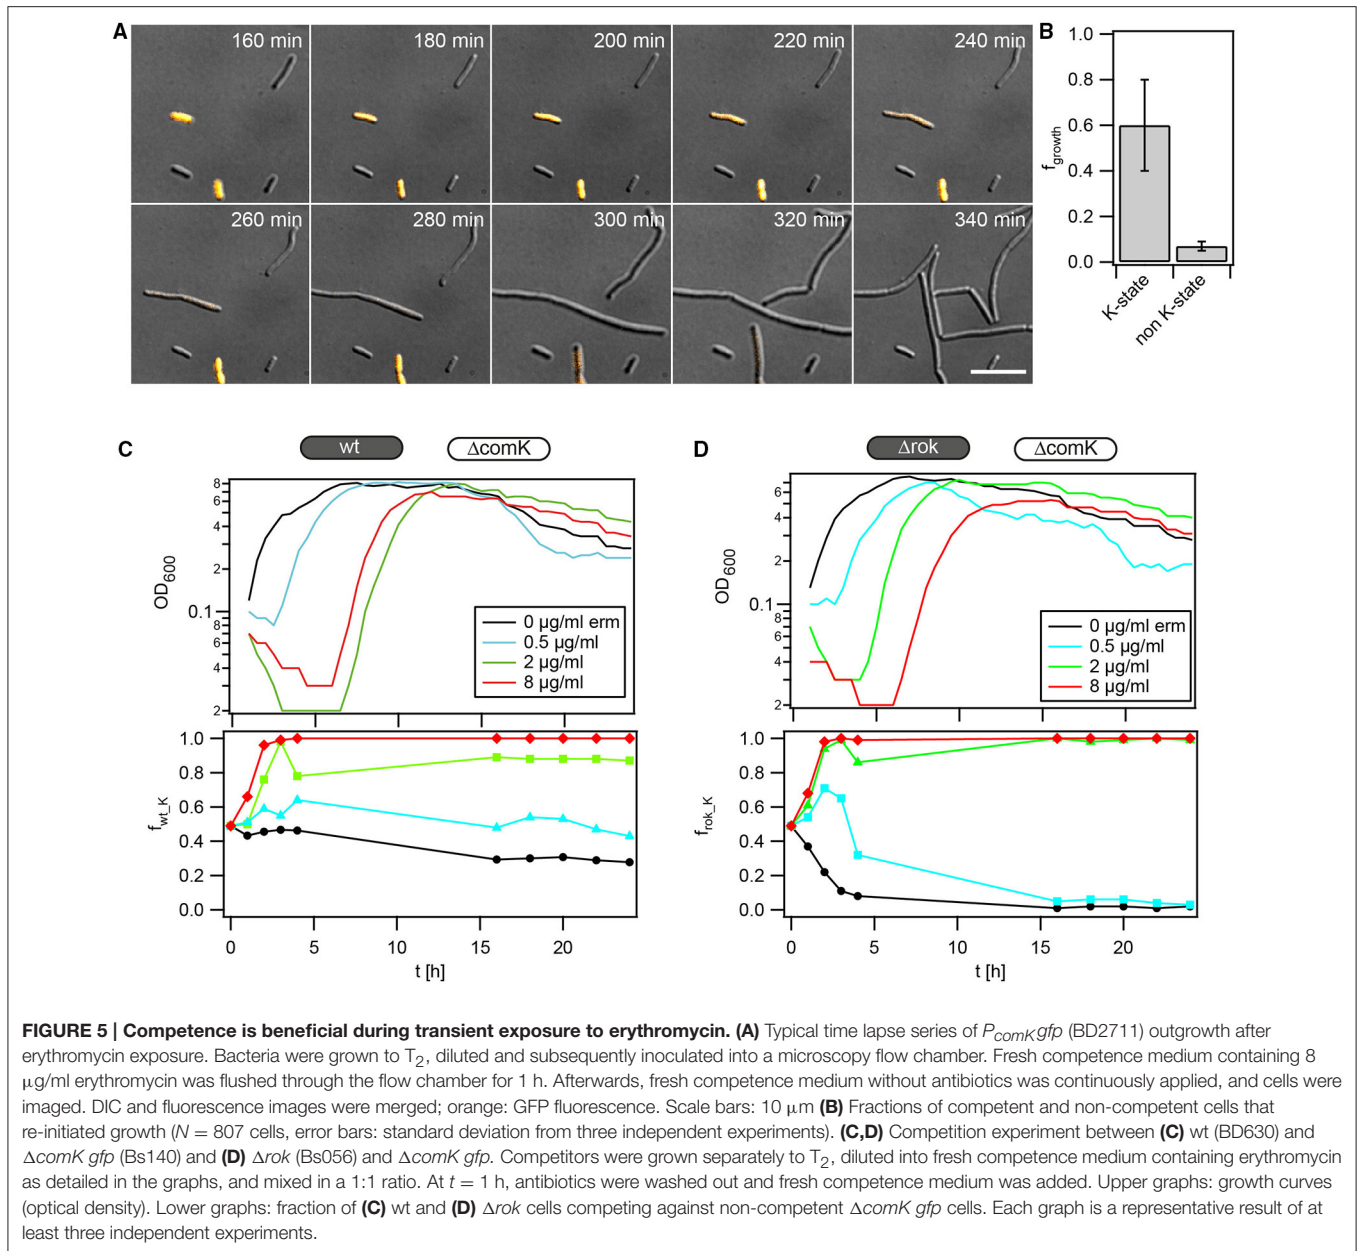 A
160 min
180 min
200 min
220 min
240 min
260 min
280 min
300 min
320 min
340 min
B
1.0
0.8
0.6
0.4
0.2
0.0
f growth
K-state
non K-state
C
wt
ΔcomK
8
6
4
2
0.1
8
6
4
2
OD600
0 µg/ml erm
0.5 µg/ml
2 µg/ml
8 µg/ml
1.0
0.8
0.6
0.4
0.2
0.0
fwt_K
0
5
10
15
20
t [h]
D
Δrok
ΔcomK
6
4
2
0.1
8
6
4
2
OD600
0 µg/ml erm
0.5 µg/ml
2 µg/ml
8 µg/ml
1.0
0.8
0.6
0.4
0.2
0.0
frok_K
0
5
10
15
20
t [h]
FIGURE 5 | Competence is beneficial during transient exposure to erythromycin. (A) Typical time lapse series of PcomKgfp (BD2711) outgrowth after
erythromycin exposure. Bacteria were grown to T2, diluted and subsequently inoculated into a microscopy flow chamber. Fresh competence medium containing 8
µg/ml erythromycin was flushed through the flow chamber for 1 h. Afterwards, fresh competence medium without antibiotics was continuously applied, and cells were
imaged. DIC and fluorescence images were merged; orange: GFP fluorescence. Scale bars: 10 µm (B) Fractions of competent and non-competent cells that
re-initiated growth (N = 807 cells, error bars: standard deviation from three independent experiments). (C,D) Competition experiment between (C) wt (BD630) and
ΔcomK gfp (Bs140) and (D) Δrok (Bs056) and ΔcomK gfp. Competitors were grown separately to T2, diluted into fresh competence medium containing erythromycin
as detailed in the graphs, and mixed in a 1:1 ratio. At t = 1 h, antibiotics were washed out and fresh competence medium was added. Upper graphs: growth curves
(optical density). Lower graphs: fraction of (C) wt and (D) Δrok cells competing against non-competent ΔcomK gfp cells. Each graph is a representative result of at
least three independent experiments.